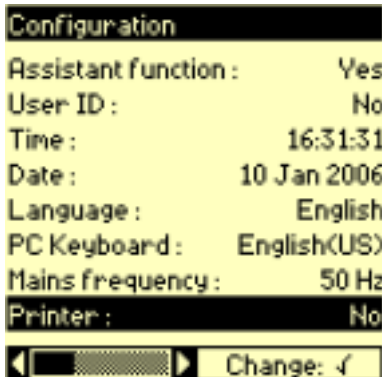 Configuration
Assistant function : Yes
User ID : No
Time : 16:31:31
Date : 10 Jan 2006
Language : English
PC Keyboard : English(US)
Mains frequency : 50 Hz
Printer : No
Change: √